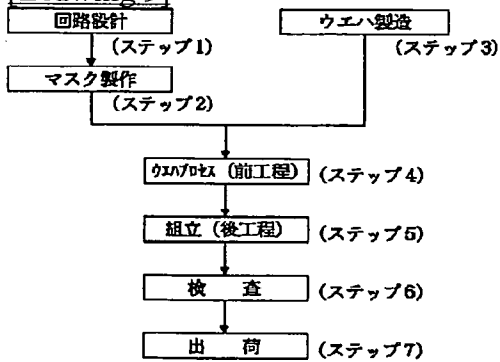 回路設計
(ステップ1)
ウエハ製造
(ステップ3)
マスク製作
(ステップ2)
ウエハプロセス (前工程)
(ステップ4)
組立 (後工程)
(ステップ5)
検 査
(ステップ6)
出 荷
(ステップ7)